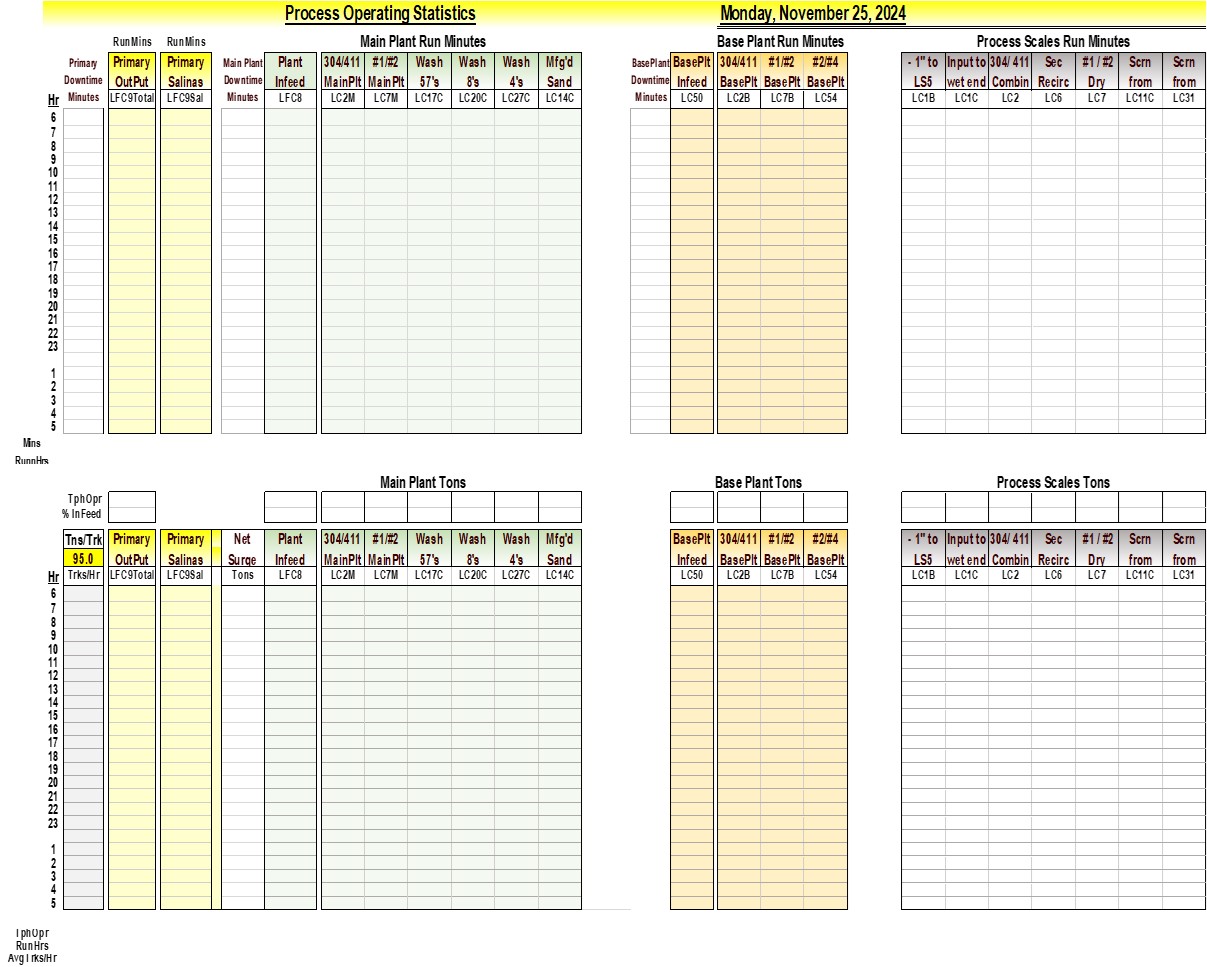 Process Operating Statistics Monday, November 25, 2024
RunMins RunMins Main Plant Run Minutes Base Plant Run Minutes Process Scales Run Minutes
Primary Primary Primary Main Plant Plant 304/411 #1/#2 Wash Wash Wash Mfg'd BasePlant BasePlt 304/411 #1/#2 #2/#4 - 1" to Input to 304/ 411 Sec #1 / #2 Scrn Scrn
Downtime OutPut Salinas Downtime Infeed MainPlt MainPlt 57's 8's 4's Sand Downtime Infeed BasePlt BasePlt BasePlt LS5 wet end Combin Recirc Dry from from
Hr Minutes LFC9Total LFC9Sal Minutes LFC8 LC2M LC7M LC17C LC20C LC27C LC14C Minutes LC50 LC2B LC7B LC54 LC1B LC1C LC2 LC6 LC7 LC11C LC31
6
7
8
9
10
11
12
13
14
15
16
17
18
19
20
21
22
23
1
2
3
4
5
Mins
RunnHrs
Main Plant Tons Base Plant Tons Process Scales Tons
TphOpr
% InFeed
Tns/Trk Primary Primary Net Plant 304/411 #1/#2 Wash Wash Wash Mfg'd BasePlt 304/411 #1/#2 #2/#4 - 1" to Input to 304/ 411 Sec #1 / #2 Scrn Scrn
95.0 OutPut Salinas Surge Infeed MainPlt MainPlt 57's 8's 4's Sand Infeed BasePlt BasePlt BasePlt LS5 wet end Combin Recirc Dry from from
Hr Trks/Hr LFC9Total LFC9Sal Tons LFC8 LC2M LC7M LC17C LC20C LC27C LC14C LC50 LC2B LC7B LC54 LC1B LC1C LC2 LC6 LC7 LC11C LC31
6
7
8
9
10
11
12
13
14
15
16
17
18
19
20
21
22
23
1
2
3
4
5
TphOpr
RunHrs
AvgTrks/Hr